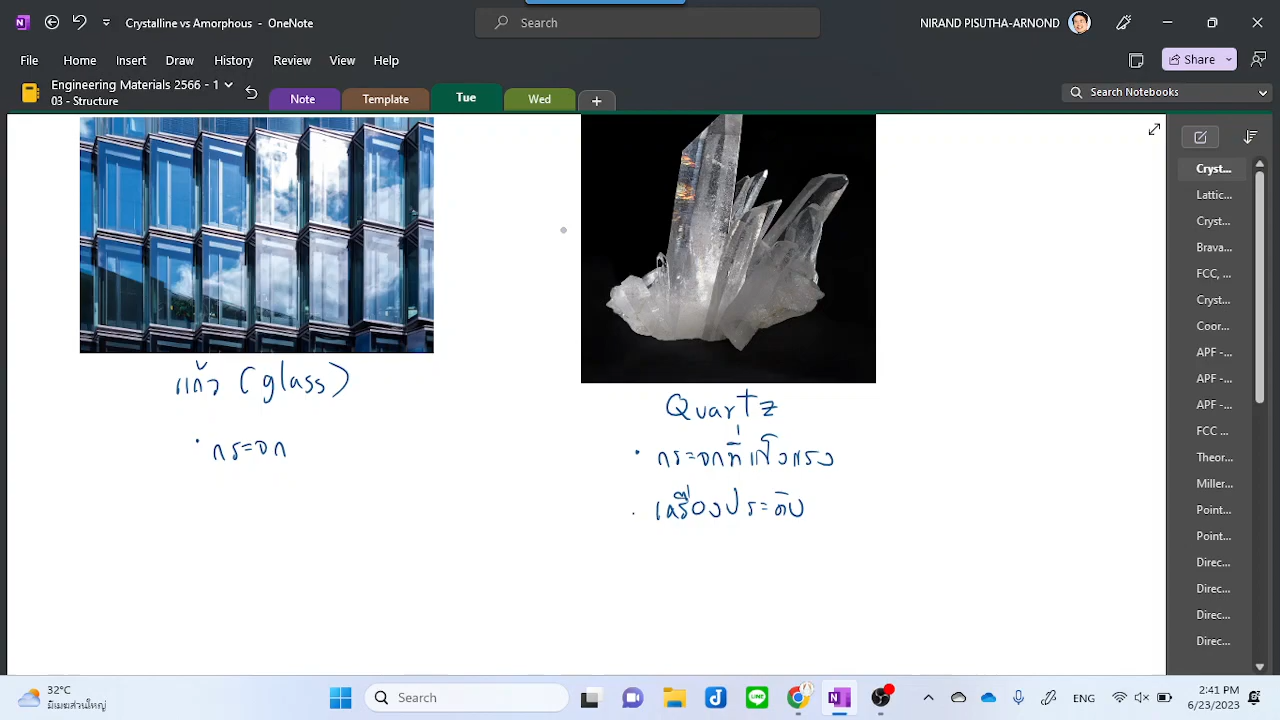 Crystalline vs Amorphous - OneNote
Search
NIRAND PISUTHA-ARNOND
File Home Insert Draw History Review View Help
Share
Engineering Materials 2566 - 1
03 - Structure
Note
Template
Tue
Wed
Search Notebooks
Cryst...
Lattic...
Cryst...
Brava...
FCC, ...
Cryst...
Coor...
APF -...
APF -...
APF -...
FCC ...
Theor...
Miller...
Point...
Point...
Direc...
Direc...
Direc...
Direc...
แก้ว (glass)
• กระจก
Quartz
• กระจกที่แข็งแรง
• เครื่องประดับ
32°C
มีแดดส่วนใหญ่
Search
ENG
2:41 PM
6/23/2023